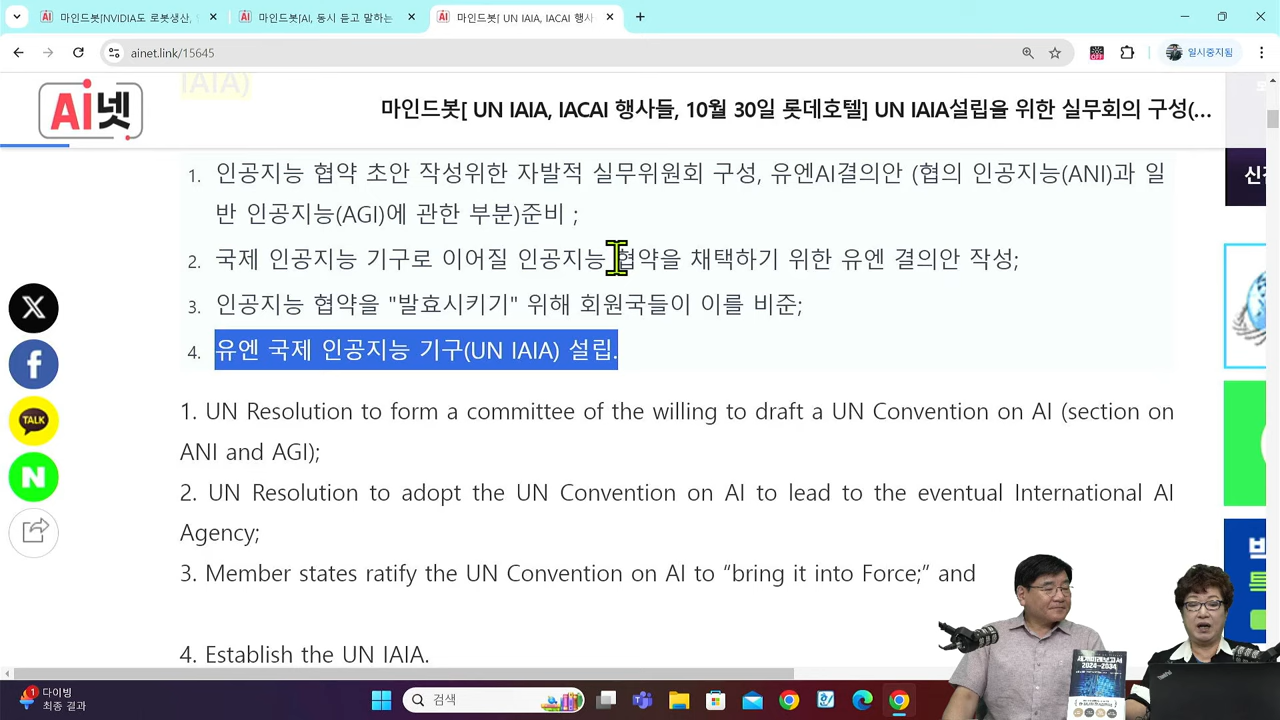 마인드봇[NVIDIA도 로봇생산,
마인드봇[AI, 동시 듣고 말하는
마인드봇[ UN IAIA, IACAI 행사
ainet.link/15645
OFF
일시중지됨
IAIA)
Ai넷
마인드봇[ UN IAIA, IACAI 행사들, 10월 30일 롯데호텔] UN IAIA설립을 위한 실무회의 구성(...
1. 인공지능 협약 초안 작성위한 자발적 실무위원회 구성, 유엔AI결의안 (협의 인공지능(ANI)과 일
반 인공지능(AGI)에 관한 부분)준비 ;
2. 국제 인공지능 기구로 이어질 인공지능 협약을 채택하기 위한 유엔 결의안 작성;
3. 인공지능 협약을 "발효시키기" 위해 회원국들이 이를 비준;
4. 유엔 국제 인공지능 기구(UN IAIA) 설립.
1. UN Resolution to form a committee of the willing to draft a UN Convention on AI (section on
ANI and AGI);
2. UN Resolution to adopt the UN Convention on AI to lead to the eventual International AI
Agency;
3. Member states ratify the UN Convention on AI to “bring it into Force;” and
4. Establish the UN IAIA.
X
f
TALK
N
세계미래보고서
2024-2034
1
다이빙
최종 결과
검색